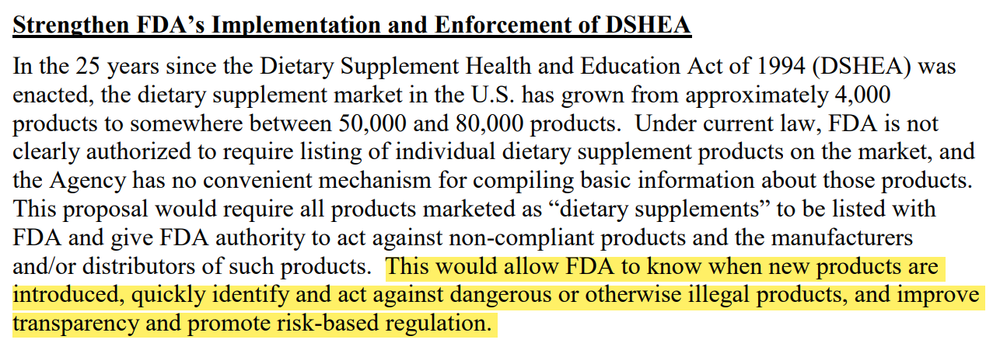 Strengthen FDA’s Implementation and Enforcement of DSHEA
In the 25 years since the Dietary Supplement Health and Education Act of 1994 (DSHEA) was
enacted, the dietary supplement market in the U.S. has grown from approximately 4,000
products to somewhere between 50,000 and 80,000 products.  Under current law, FDA is not
clearly authorized to require listing of individual dietary supplement products on the market, and
the Agency has no convenient mechanism for compiling basic information about those products.
This proposal would require all products marketed as “dietary supplements” to be listed with
FDA and give FDA authority to act against non-compliant products and the manufacturers
and/or distributors of such products.  This would allow FDA to know when new products are
introduced, quickly identify and act against dangerous or otherwise illegal products, and improve
transparency and promote risk-based regulation.